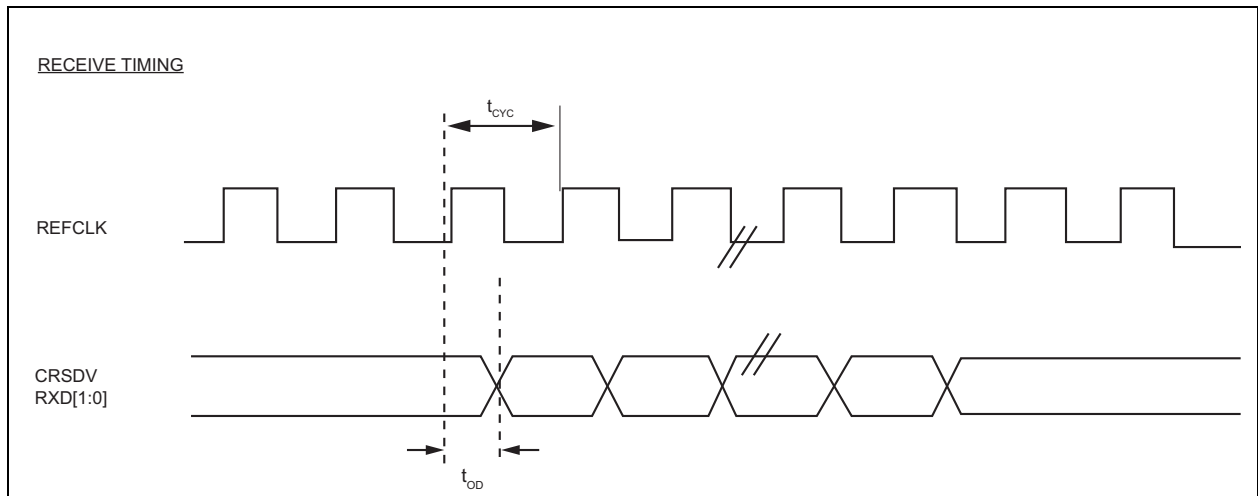 RECEIVE TIMING
tCYC
REFCLK
CRSDV
RXD[1:0]
tOD